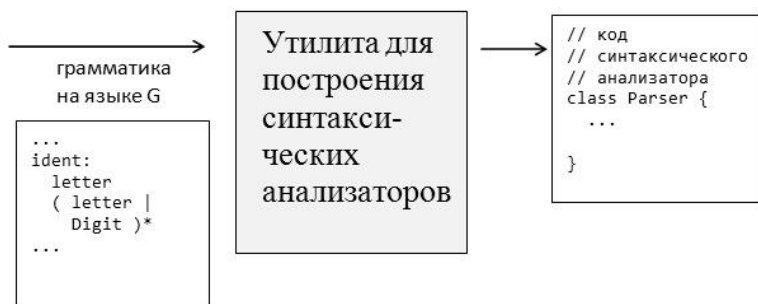 грамматика
на языке G
...
ident:
letter
( letter |
Digit )*
...
Утилита для
построения
синтакси-
ческих
анализаторов
// код
// синтаксического
// анализатора
class Parser {
...
}